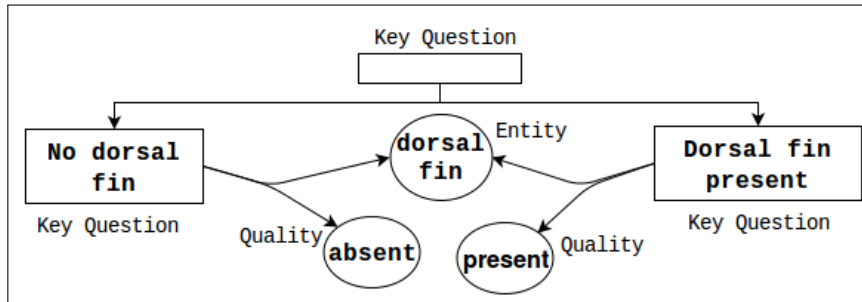 Key Question
No dorsal
fin
Key Question
dorsal
fin
Entity
Dorsal fin
present
Key Question
Quality
absent
present
Quality